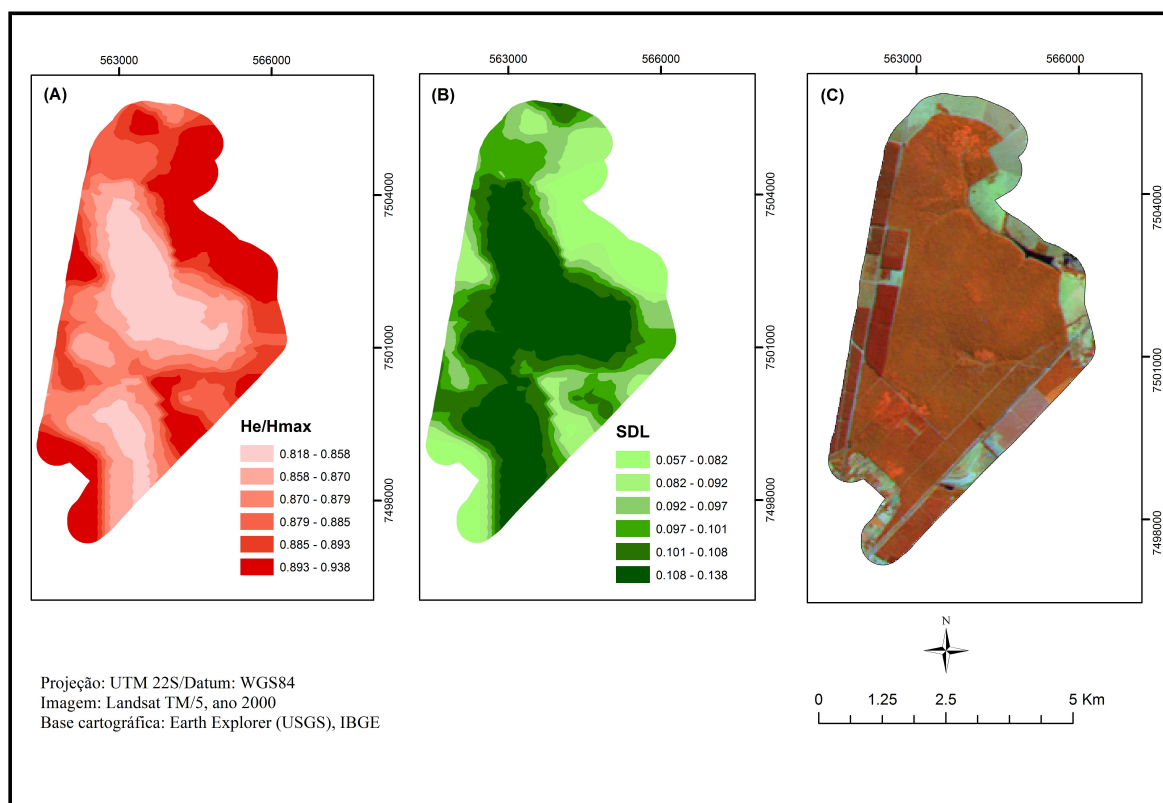 563000 566000
(A)
7504000
7501000
7498000
He/Hmax
0.818 - 0.858
0.858 - 0.870
0.870 - 0.879
0.879 - 0.885
0.885 - 0.893
0.893 - 0.938
563000 566000
(B)
7504000
7501000
7498000
SDL
0.057 - 0.082
0.082 - 0.092
0.092 - 0.097
0.097 - 0.101
0.101 - 0.108
0.108 - 0.138
563000 566000
(C)
7504000
7501000
7498000
N
0 1.25 2.5 5 Km
Projeção: UTM 22S/Datum: WGS84
Imagem: Landsat TM/5, ano 2000
Base cartográfica: Earth Explorer (USGS), IBGE